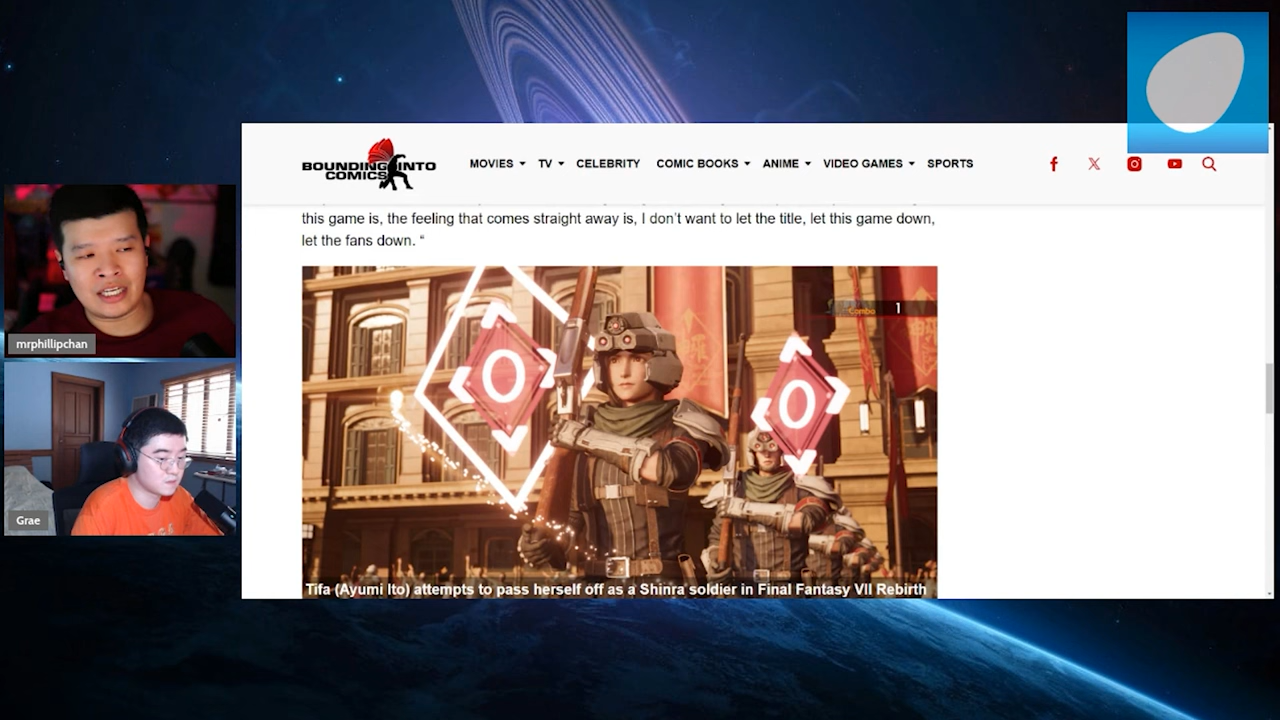 BOUNDING INTO
COMICS
MOVIES TV CELEBRITY COMIC BOOKS ANIME VIDEO GAMES SPORTS
this game is, the feeling that comes straight away is, I don't want to let the title, let this game down,
let the fans down. “
1
Combo
mrphillipchan
Grae
Tifa (Ayumi Ito) attempts to pass herself off as a Shinra soldier in Final Fantasy VII Rebirth